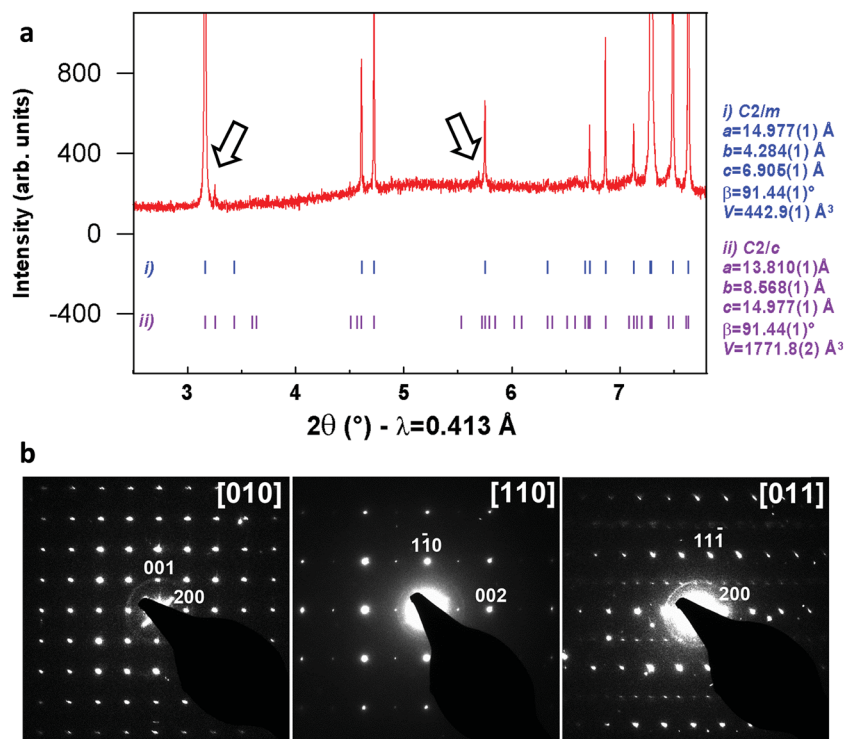 a
800
400
0
-400
Intensity (arb. units)
i)
ii)
3
4
5
6
7
2θ (°) - λ=0.413 Å
i) C2/m
a=14.977(1) Å
b=4.284(1) Å
c=6.905(1) Å
β=91.44(1)°
V=442.9(1) Å³
ii) C2/c
a=13.810(1)Å
b=8.568(1) Å
c=14.977(1) Å
β=91.44(1)°
V=1771.8(2) Å³
b
[010]
001
200
[110]
11̄0
002
[011]
111̄
200